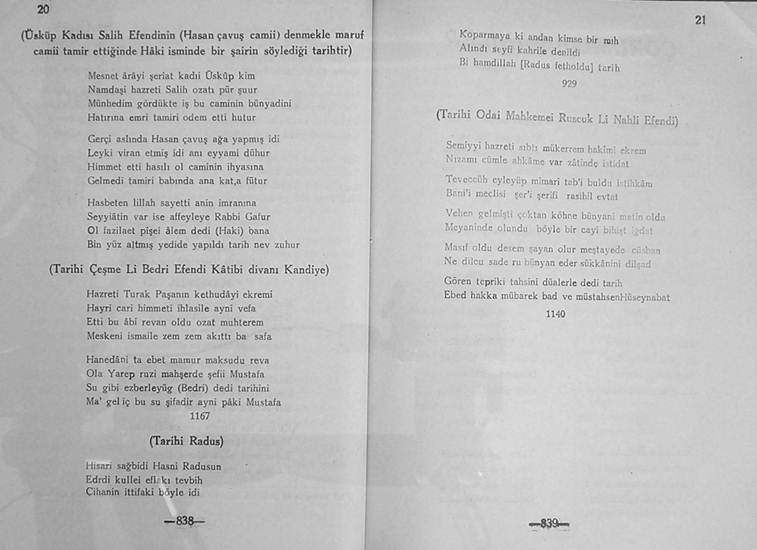 20
(Üsküp Kadısı Salih Efendinin (Hasan çavuş camii) denmekle maruf
camii tamir ettiğinde Hâki isminde bir şairin söylediği tarihtir)
Mesnet ârâyi şeriat kadıi Üsküp kim
Namdaşi hazreti Salih ozatı pür şuur
Münhedim gördükte iş bu caminin bünyadini
Hatırına emri tamiri odem etti hutur
Gerçi aslında Hasan çavuş ağa yapmış idi
Leyki viran etmiş idi anı eyyami dühur
Himmet etti hasılı ol caminin ihyasına
Gelmedi tamiri babında ana kat,a fütur
Hasbeten lillah sayetti anin imranına
Seyyiâtin var ise affeyleye Rabbi Gafur
Ol fazilaet pişei âlem dedi (Haki) bana
Bin yüz altmış yedide yapıldı tarih nev zuhur
(Tarihi Çeşme Li Bedri Efendi Kâtibi divanı Kandiye)
Hazreti Turak Paşanın kethudâyi ekremi
Hayri cari himmeti ihlasile ayni vefa
Etti bu âbi revan oldu ozat muhterem
Meskeni ismaile zem zem akıttı ba safa
Hanedâni ta ebet mamur maksudu reva
Ola Yarep ruzi mahşerde şefii Mustafa
Su gibi ezberleyüg (Bedri) dedi tarihini
Ma' gel iç bu su şifadir ayni pâki Mustafa
1167
(Tarihi Radus)
Hisari sağbidi Hasni Radusun
Edrdi kullei eflâkı tevbih
Cihanin ittifaki böyle idi
—838—
21
Koparmaya ki andan kimse bir mıh
Alındı seyfi kahrile denildi
Bi hamdillah [Radus fetholdu] tarih
929
(Tarihi Odai Mahkemei Ruscuk Li Nahli Efendi)
Semiyyi hazreti sıblı mükerrem hakimi ekrem
Nizamı cümle ahkâme var zâtinde istidat
Teveccüh eyleyüp mimari tab'i buldu istihkâm
Bani'i meclisi şer'i şerifi rasihil evtat
Vehen gelmişti çoktan köhne bünyani metin oldu
Meyaninde olundu böyle bir cayi bihişt
Masıf oldu desem şayan olur meştayede
Ne dilcu sade ru bünyan eder sükkânini dilşad
Gören tepriki tahsini düalerle dedi tarih
Ebed hakka mübarek bad ve müstahsenHüseynabat
1140
—839—